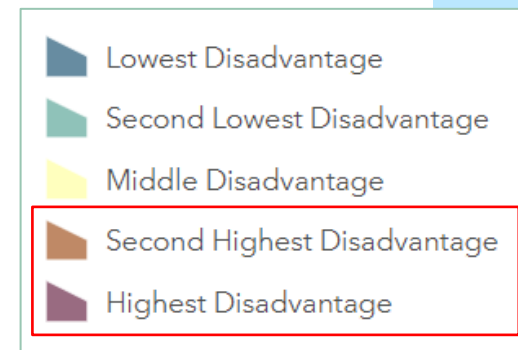 Lowest Disadvantage
Second Lowest Disadvantage
Middle Disadvantage
Second Highest Disadvantage
Highest Disadvantage